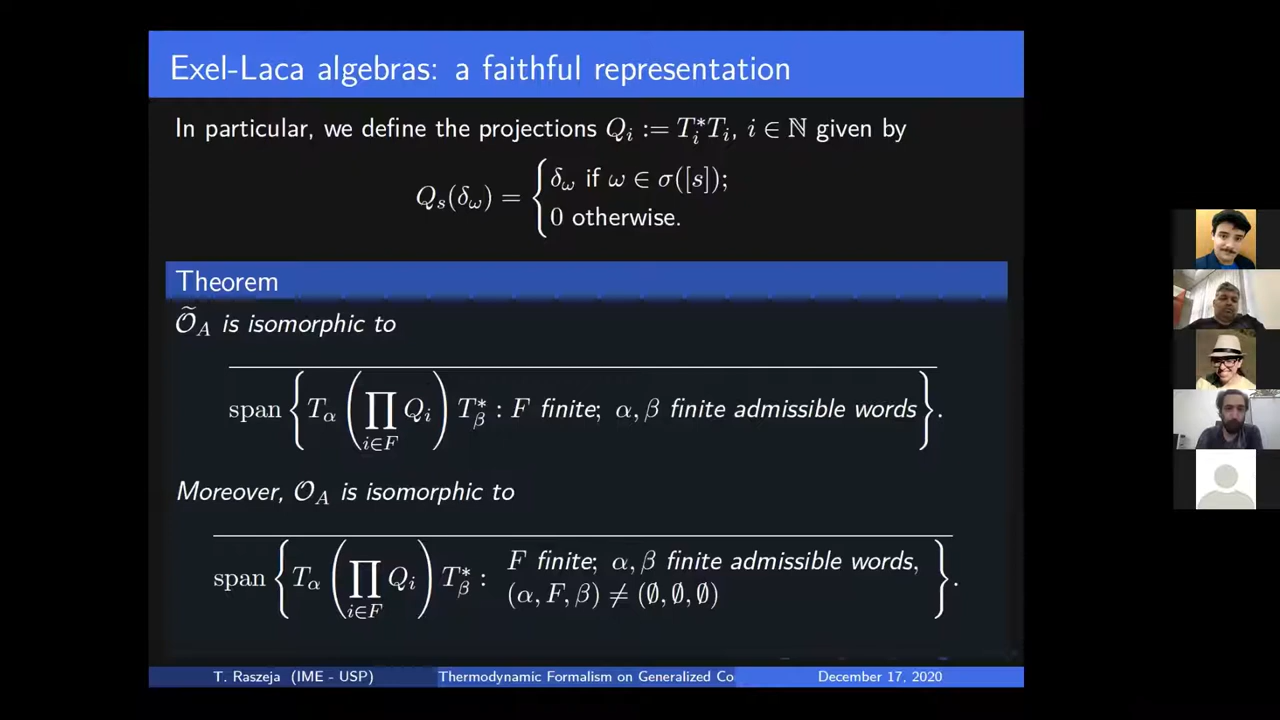 Exel-Laca algebras: a faithful representation
In particular, we define the projections Q_i := T_i^* T_i, i ∈ ℕ given by
Q_s(δ_ω) = { δ_ω if ω ∈ σ([s]);
0 otherwise.
Theorem
Õ_A is isomorphic to
span { T_α ( ∏_{i∈F} Q_i ) T_β^* : F finite; α, β finite admissible words } .
Moreover, O_A is isomorphic to
span { T_α ( ∏_{i∈F} Q_i ) T_β^* : F finite; α, β finite admissible words,
(α, F, β) ≠ (∅, ∅, ∅) } .
T. Raszeja (IME - USP) Thermodynamic Formalism on Generalized Co December 17, 2020